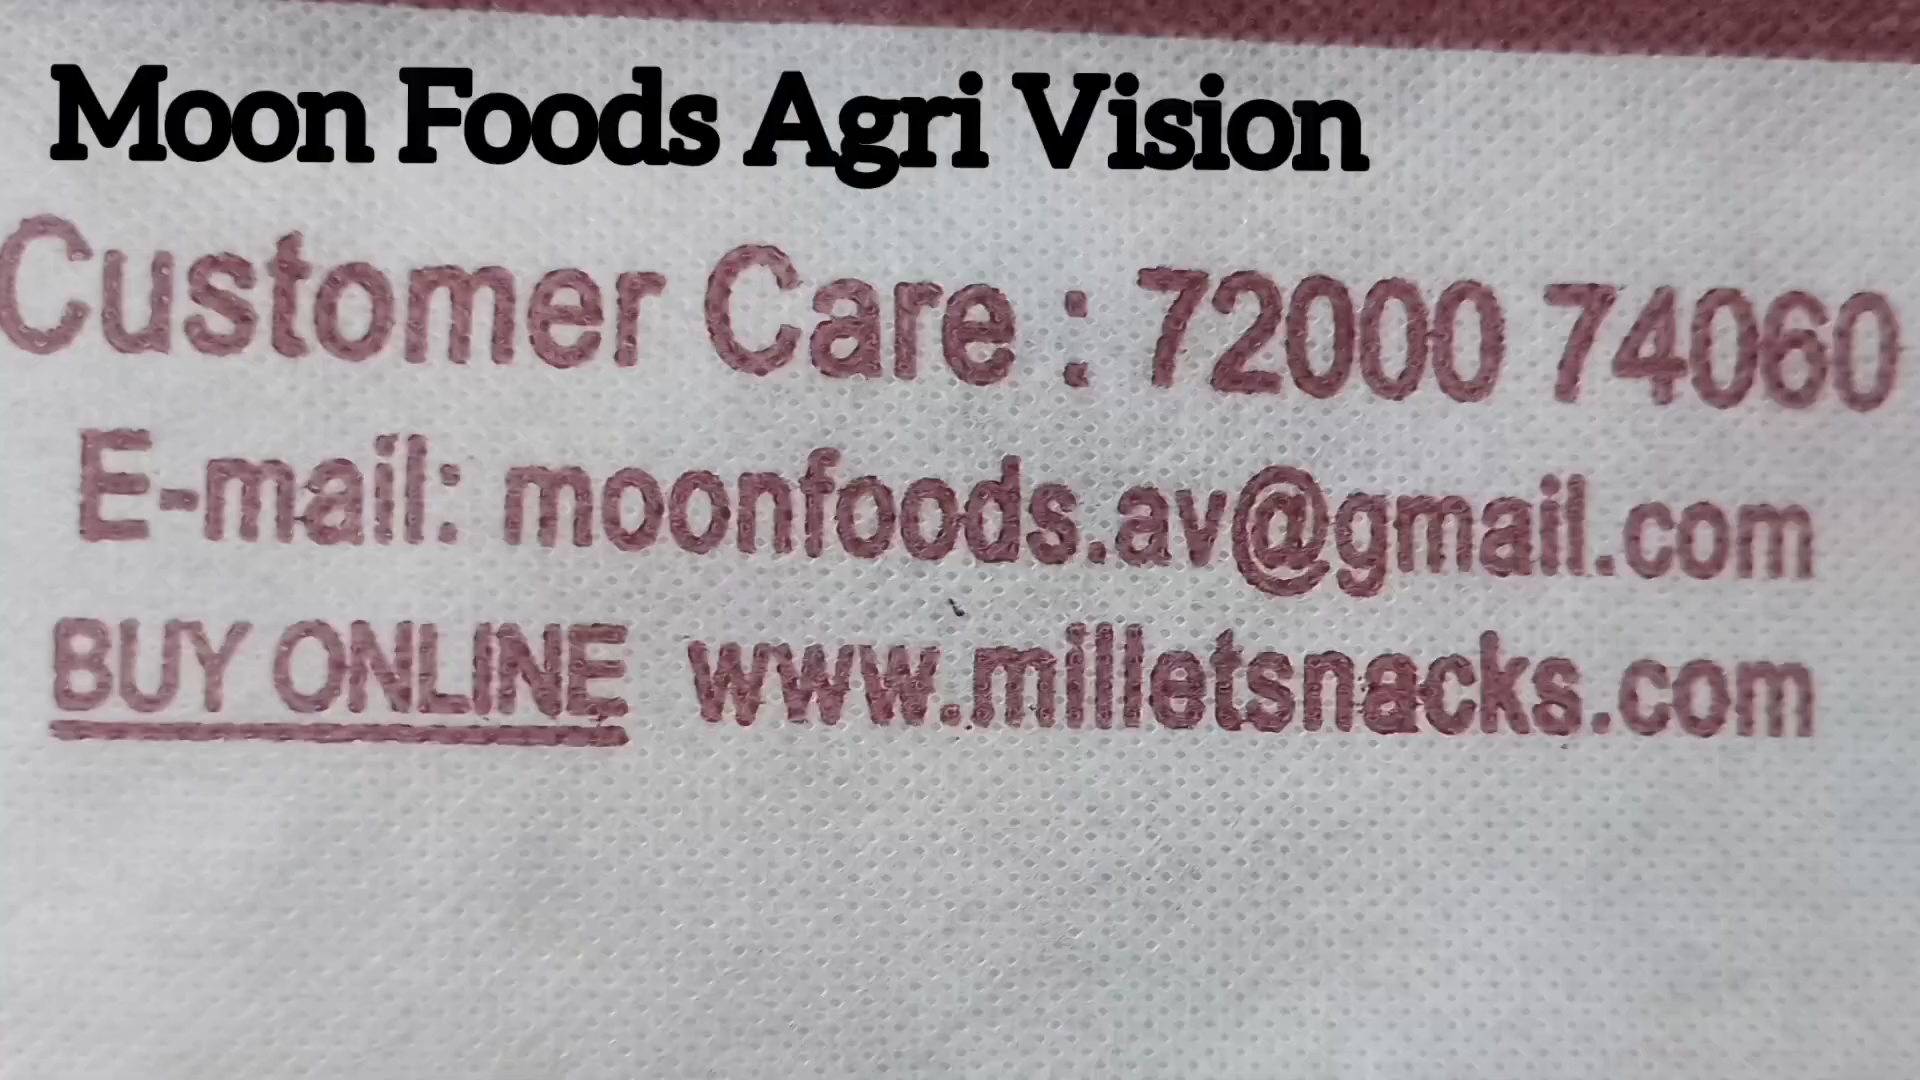 Moon Foods Agri Vision
Customer Care : 72000 74060
E-mail: moonfoods.av@gmail.com
BUY ONLINE www.milletsnacks.com